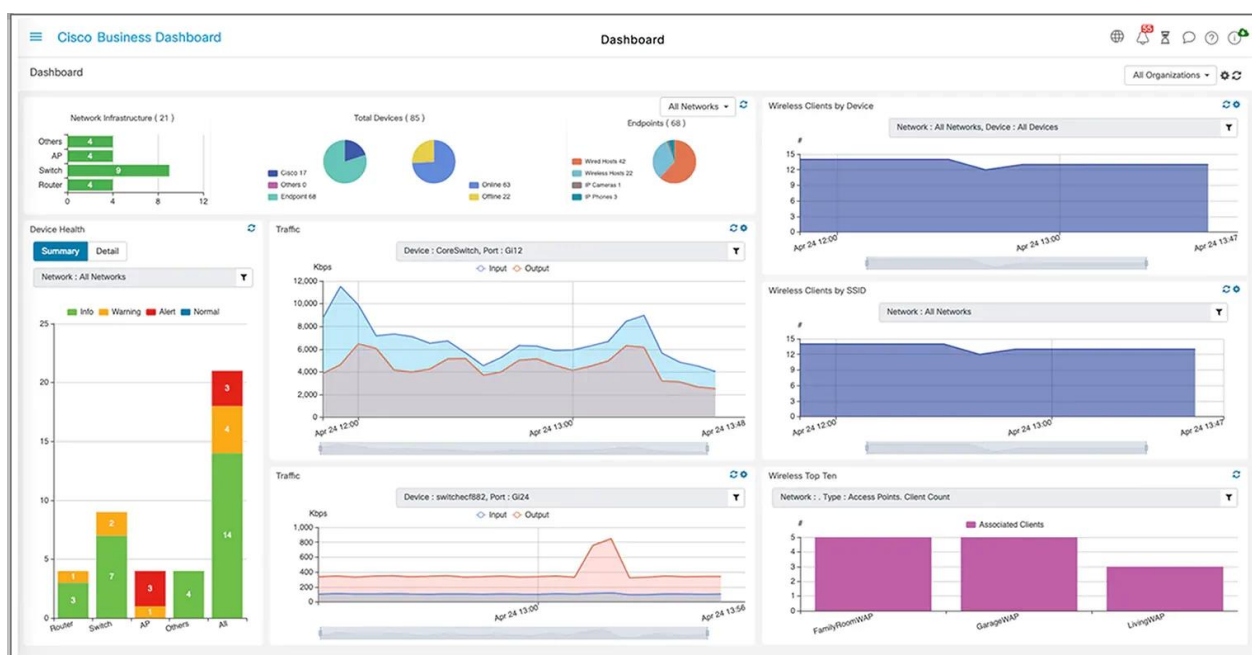 Cisco Business Dashboard
Dashboard
55
Dashboard
All Organizations
All Networks
Network Infrastructure ( 21 )
Others 4
AP 4
Switch 9
Router 4
0 4 8 12
Total Devices ( 85 )
Cisco 17
Others 0
Endpoint 68
Online 63
Offline 22
Endpoints ( 68 )
Wired Hosts 42
Wireless Hosts 22
IP Cameras 1
IP Phones 3
Wireless Clients by Device
Network : All Networks, Device : All Devices
#
15
12
9
6
3
0
Apr 24 12:00 Apr 24 13:00 Apr 24 13:47
Device Health
Summary Detail
Network : All Networks
Info Warning Alert Normal
25
20
15
10
5
0
1
3
2
7
3
1
4
3
4
14
Router Switch AP Others All
Traffic
Device : CoreSwitch, Port : Gi12
Kbps
Input Output
12,000
10,000
8,000
6,000
4,000
2,000
0
Apr 24 12:00 Apr 24 13:00 Apr 24 13:48
Wireless Clients by SSID
Network : All Networks
#
15
12
9
6
3
0
Apr 24 12:00 Apr 24 13:00 Apr 24 13:47
Traffic
Device : switchecf882, Port : Gi24
Kbps
Input Output
1,000
800
600
400
200
0
Apr 24 13:00 Apr 24 13:56
Wireless Top Ten
Network : . Type : Access Points. Client Count
#
Associated Clients
5
4
3
2
1
0
FamilyRoomWAP GarageWAP LivingWAP